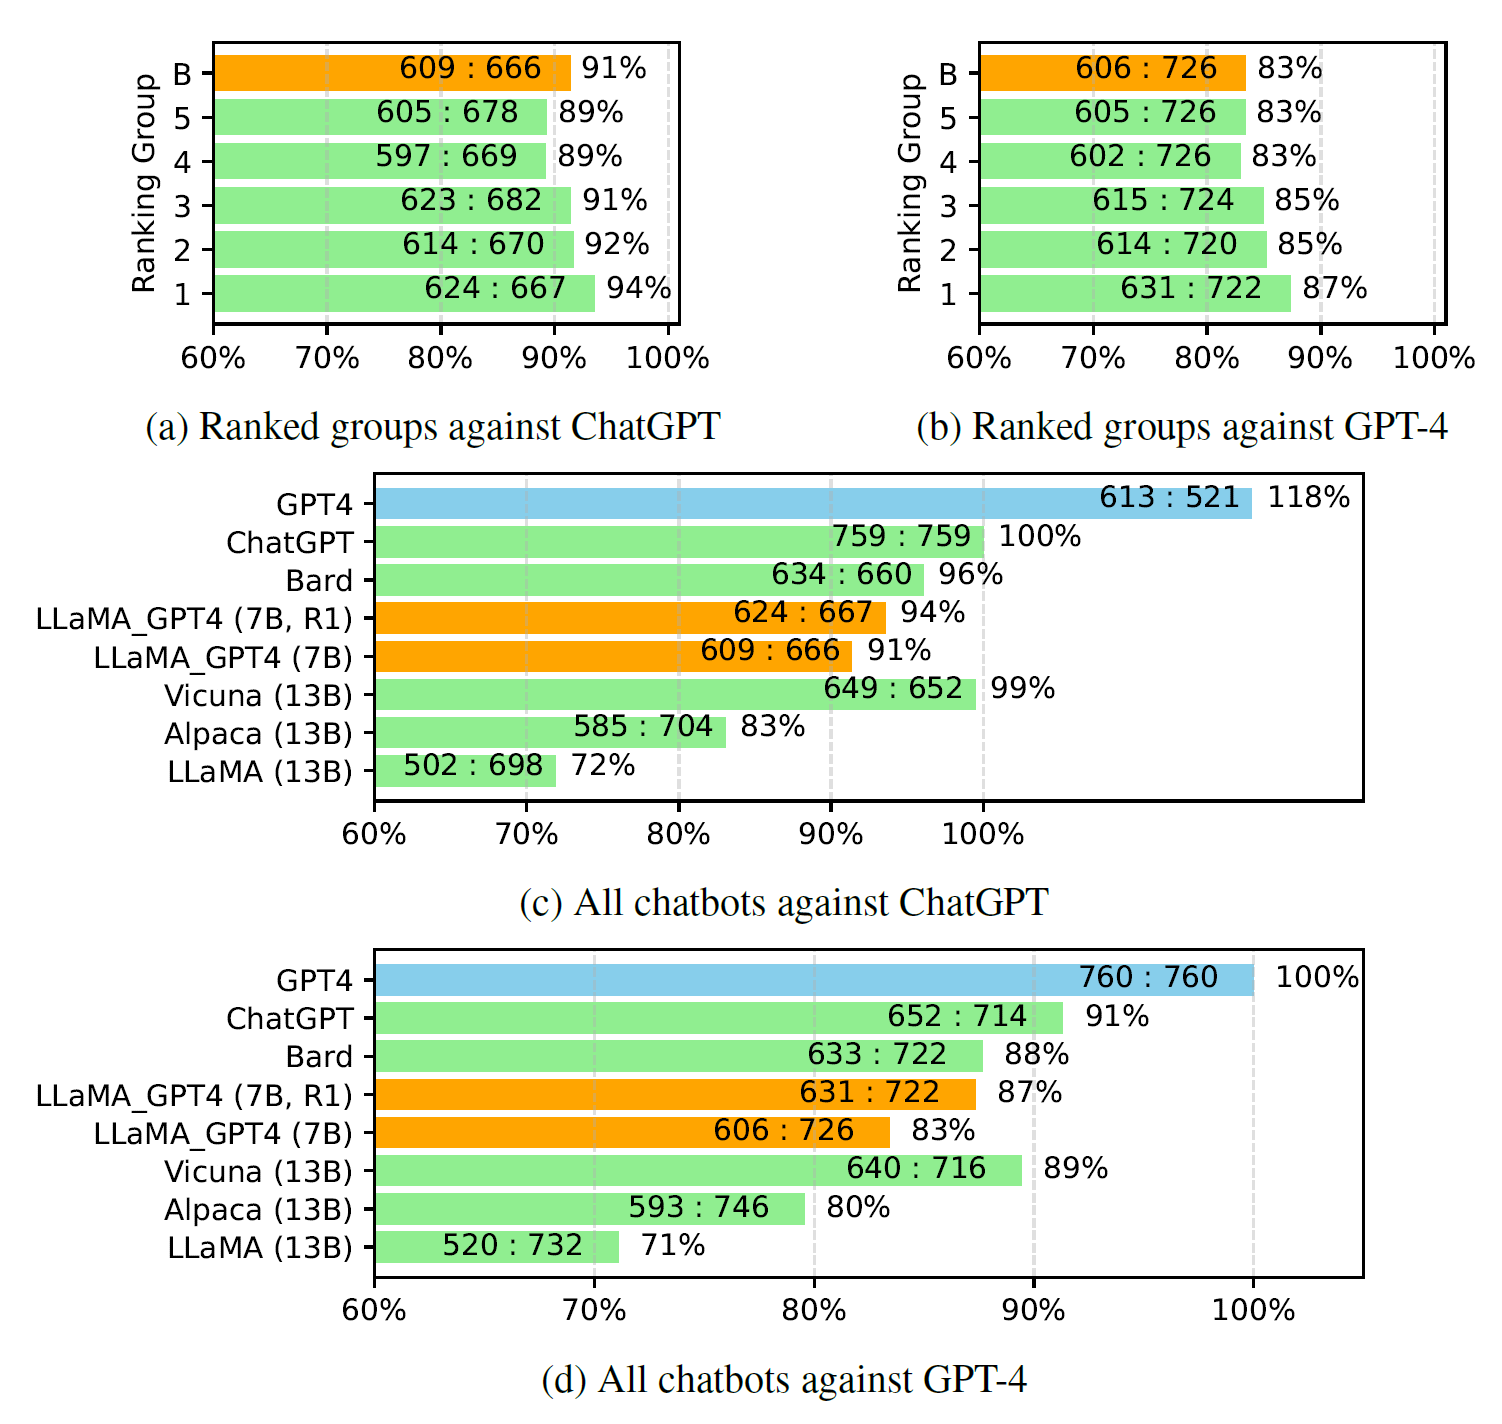 Ranking Group
B 609 : 666 91%
5 605 : 678 89%
4 597 : 669 89%
3 623 : 682 91%
2 614 : 670 92%
1 624 : 667 94%
60% 70% 80% 90% 100%
(a) Ranked groups against ChatGPT
Ranking Group
B 606 : 726 83%
5 605 : 726 83%
4 602 : 726 83%
3 615 : 724 85%
2 614 : 720 85%
1 631 : 722 87%
60% 70% 80% 90% 100%
(b) Ranked groups against GPT-4
GPT4 613 : 521 118%
ChatGPT 759 : 759 100%
Bard 634 : 660 96%
LLaMA_GPT4 (7B, R1) 624 : 667 94%
LLaMA_GPT4 (7B) 609 : 666 91%
Vicuna (13B) 649 : 652 99%
Alpaca (13B) 585 : 704 83%
LLaMA (13B) 502 : 698 72%
60% 70% 80% 90% 100%
(c) All chatbots against ChatGPT
GPT4 760 : 760 100%
ChatGPT 652 : 714 91%
Bard 633 : 722 88%
LLaMA_GPT4 (7B, R1) 631 : 722 87%
LLaMA_GPT4 (7B) 606 : 726 83%
Vicuna (13B) 640 : 716 89%
Alpaca (13B) 593 : 746 80%
LLaMA (13B) 520 : 732 71%
60% 70% 80% 90% 100%
(d) All chatbots against GPT-4